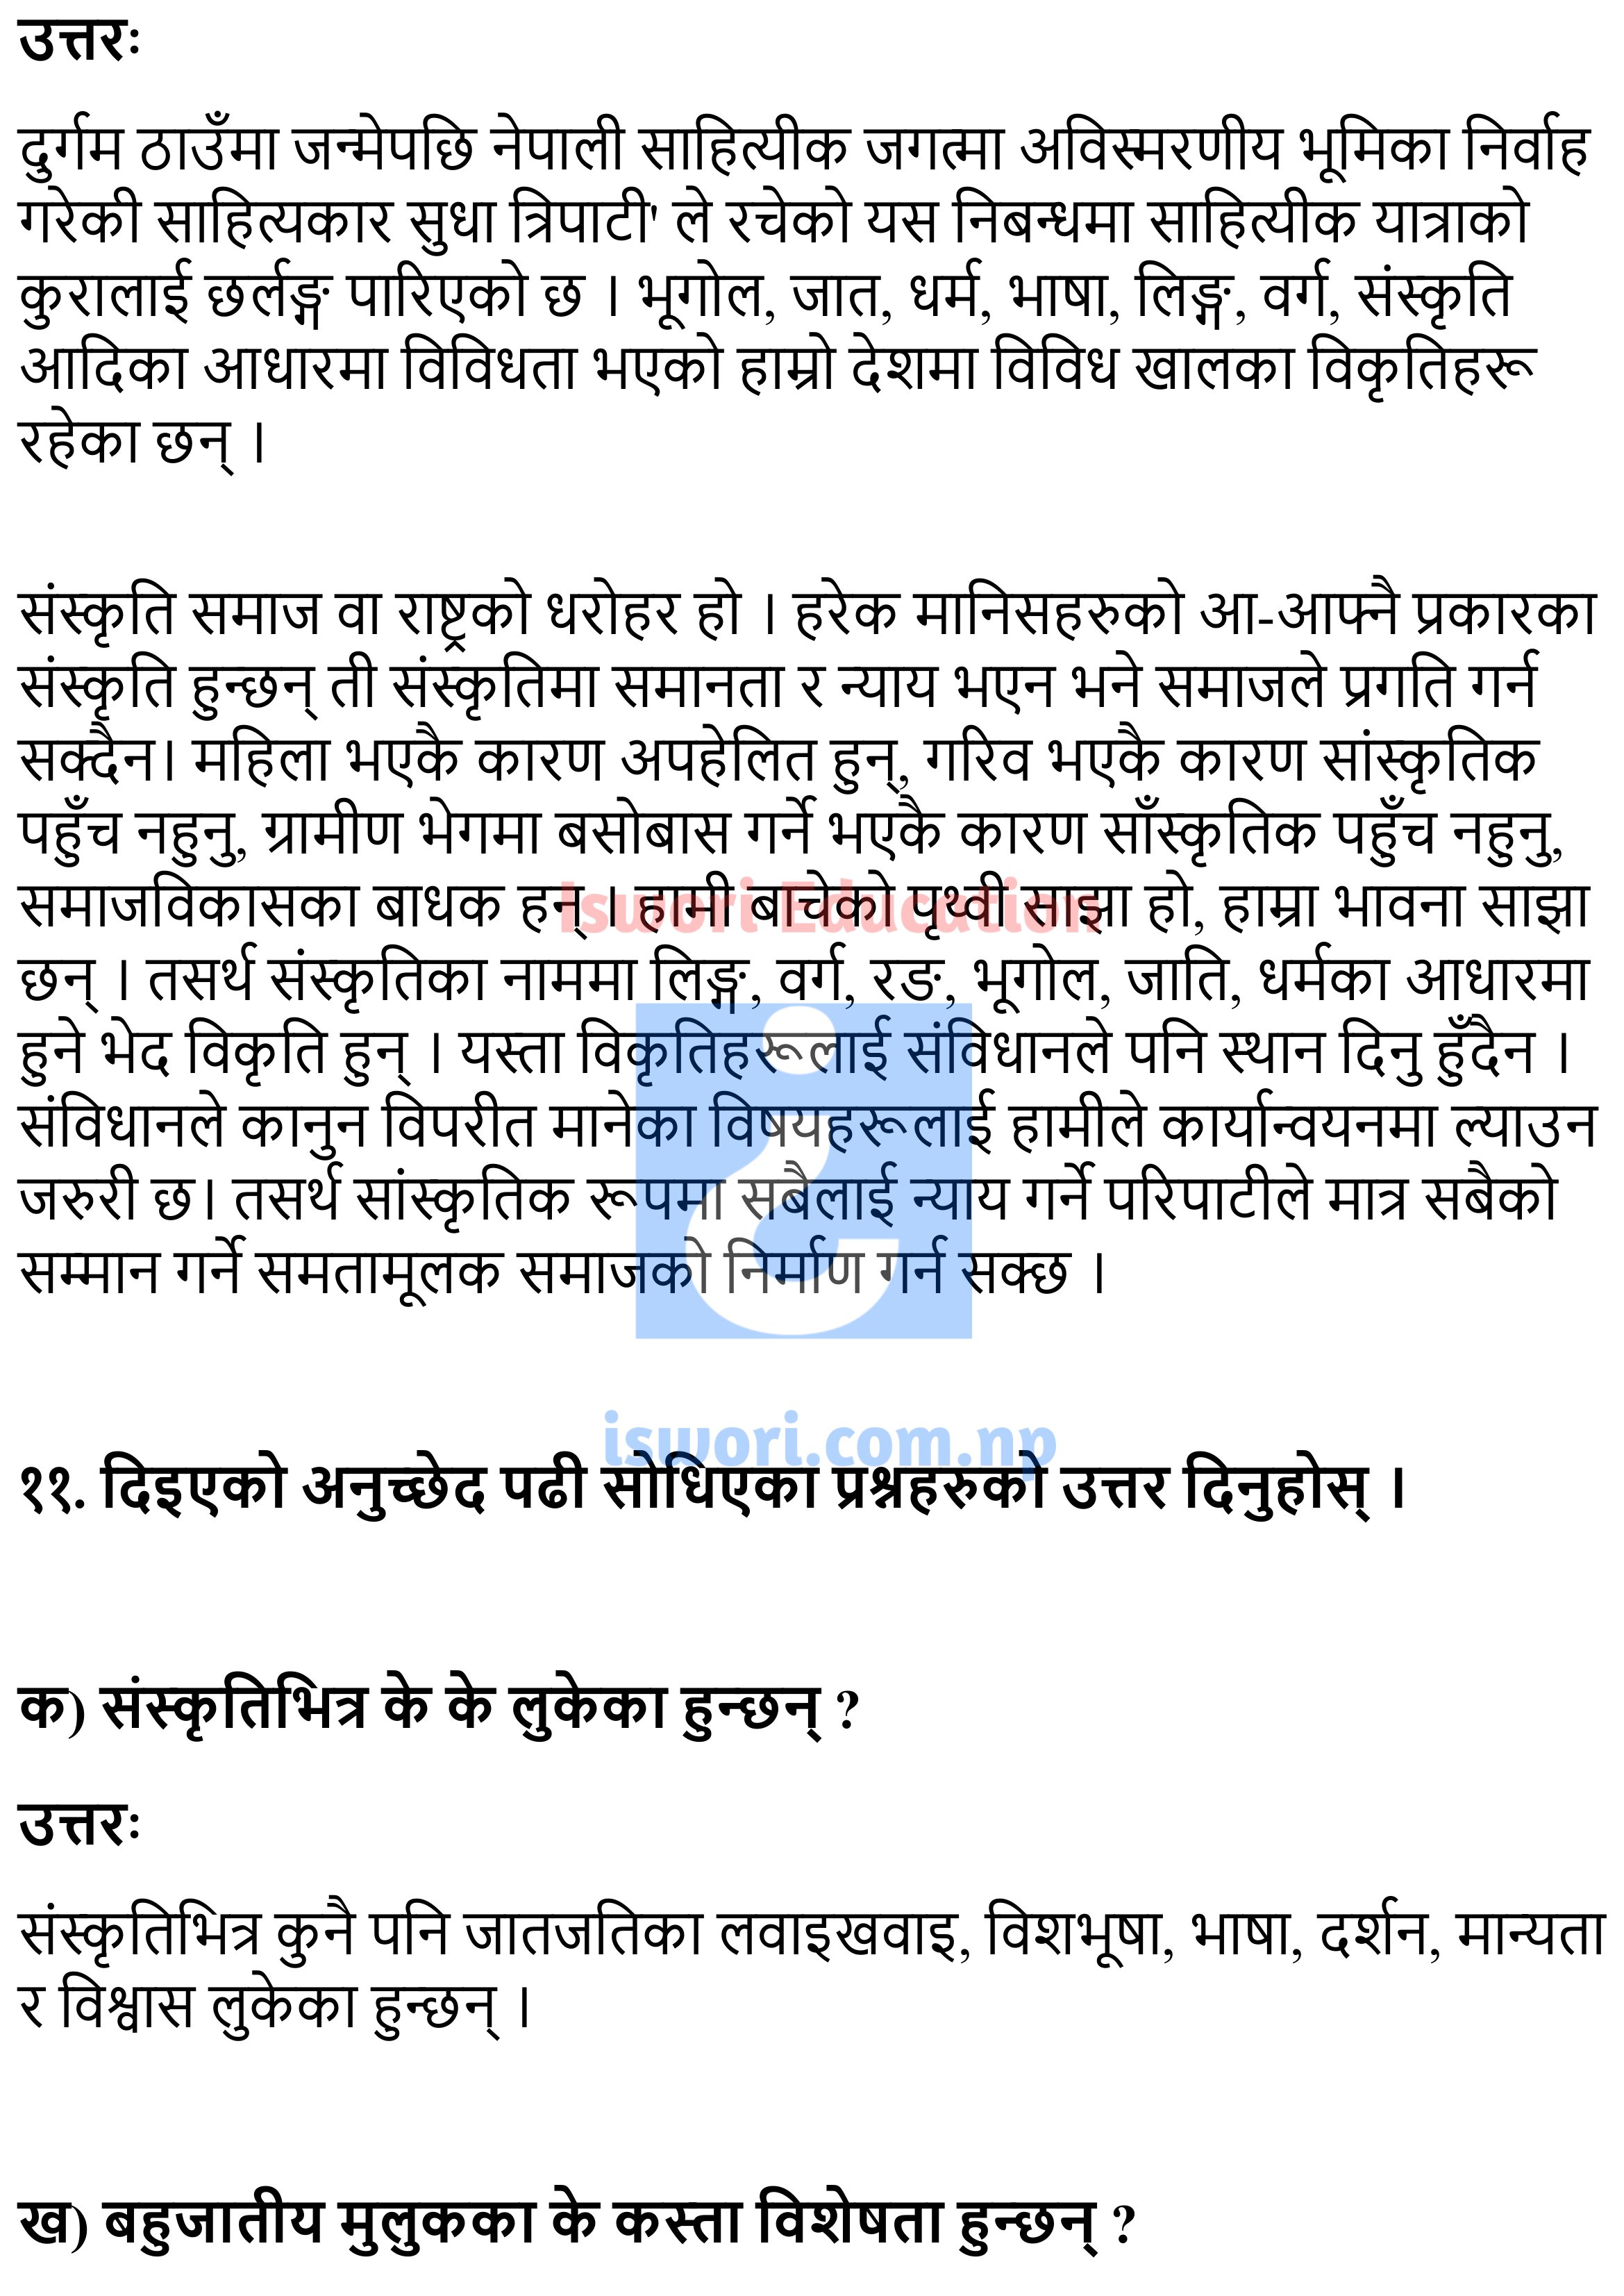 उत्तरः
दुर्गम ठाउँमा जन्मेपछि नेपाली साहित्यीक जगत्मा अविस्मरणीय भूमिका निर्वाह
गरेकी साहित्यकार सुधा त्रिपाटी' ले रचेको यस निबन्धमा साहित्यीक यात्राको
कुरालाई छर्लङ्ग पारिएको छ । भूगोल, जात, धर्म, भाषा, लिङ्ग, वर्ग, संस्कृति
आदिका आधारमा विविधता भएको हाम्रो देशमा विविध खालका विकृतिहरू
रहेका छन् ।
संस्कृति समाज वा राष्ट्रको धरोहर हो । हरेक मानिसहरुको आ-आफ्नै प्रकारका
संस्कृति हुन्छन् ती संस्कृतिमा समानता र न्याय भएन भने समाजले प्रगति गर्न
सक्दैन। महिला भएकै कारण अपहेलित हुन्, गरिव भएकै कारण सांस्कृतिक
पहुँच नहुनु, ग्रामीण भेगमा बसोबास गर्ने भएकै कारण साँस्कृतिक पहुँच नहुनु,
समाजविकासका बाधक हन् । हामी बाचेको पृथ्वी साझा हो, हाम्रा भावना साझा
Iswori Education
छन् । तसर्थ संस्कृतिका नाममा लिङ्ग, वर्ग, रङ, भूगोल, जाति, धर्मका आधारमा
हुने भेद विकृति हुन् । यस्ता विकृतिहरूलाई संविधानले पनि स्थान दिनु हुँदैन ।
संविधानले कानुन विपरीत मानेका विषयहरूलाई हामीले कार्यान्वयनमा ल्याउन
जरुरी छ। तसर्थ सांस्कृतिक रूपमा सबैलाई न्याय गर्ने परिपाटीले मात्र सबैको
सम्मान गर्ने समतामूलक समाजको निर्माण गर्न सक्छ ।
iswori.com.np
११. दिइएको अनुच्छेद पढी सोधिएका प्रश्नहरुको उत्तर दिनुहोस् ।
क) संस्कृतिभित्र के के लुकेका हुन्छन् ?
उत्तरः
संस्कृतिभित्र कुनै पनि जातजतिका लवाइखवाइ, विशभूषा, भाषा, दर्शन, मान्यता
र विश्वास लुकेका हुन्छन् ।
ख) बहुजातीय मुलुकका के कस्ता विशेषता हुन्छन् ?